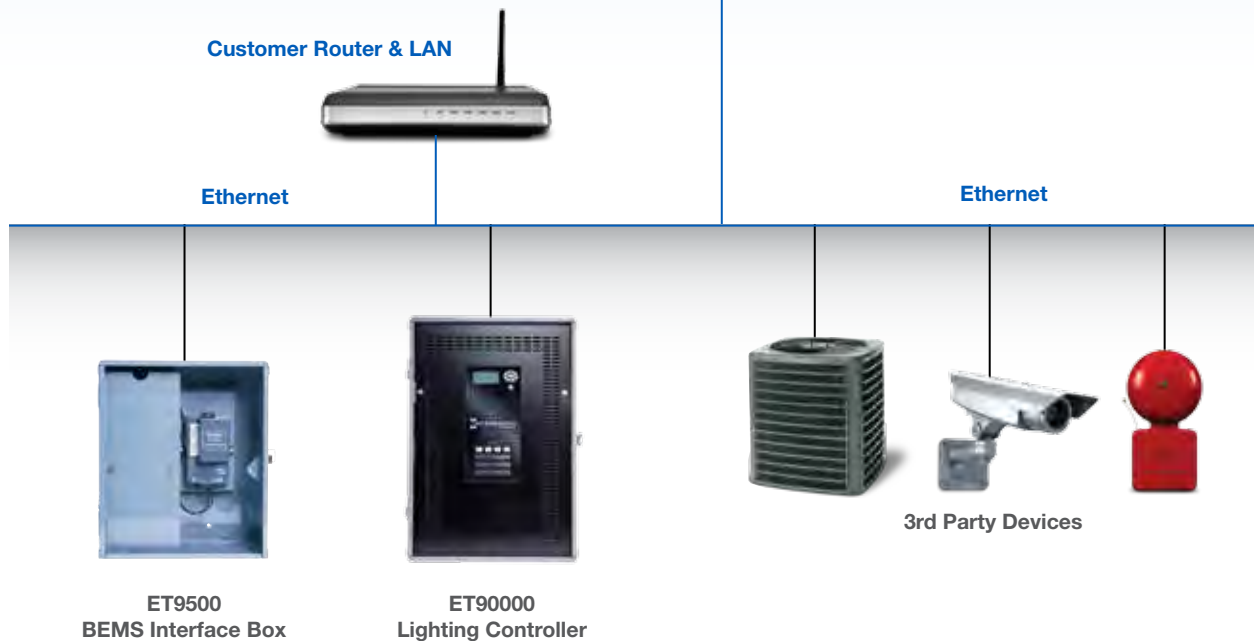 Customer Router & LAN
Ethernet
Ethernet
3rd Party Devices
ET9500
BEMS Interface Box
ET90000
Lighting Controller